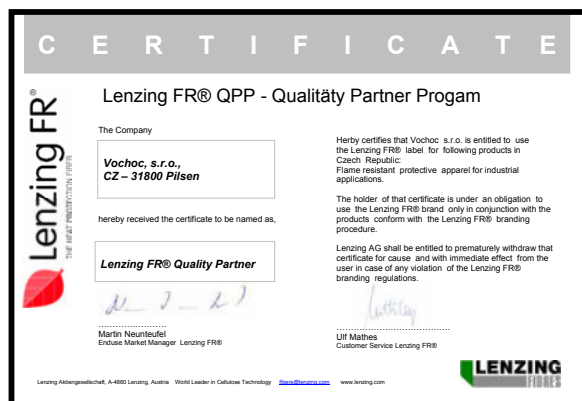 CERTIFICATE
Lenzing FR® QPP - Qualitäty Partner Progam
Lenzing FR®
THE HEAT PROTECTION FIBER
The Company
Vochoc, s.r.o.,
CZ – 31800 Pilsen
hereby received the certificate to be named as,
Lenzing FR® Quality Partner
Martin Neunteufel
Enduse Market Manager Lenzing FR®
Herby certifies that Vochoc s.r.o. is entitled to use
the Lenzing FR® label for following products in
Czech Republic:
Flame resistant protective apparel for industrial
applications.
The holder of that certificate is under an obligation to
use the Lenzing FR® brand only in conjunction with the
products conform with the Lenzing FR® branding
procedure.
Lenzing AG shall be entitled to prematurely withdraw that
certificate for cause and with immediate effect from the
user in case of any violation of the Lenzing FR®
branding regulations.
Ulf Mathes
Customer Service Lenzing FR®
LENZING
FIBRES
Lenzing Aktiengesellschaft, A-4860 Lenzing, Austria World Leader in Cellulose Technology fibers@lenzing.com www.lenzing.com